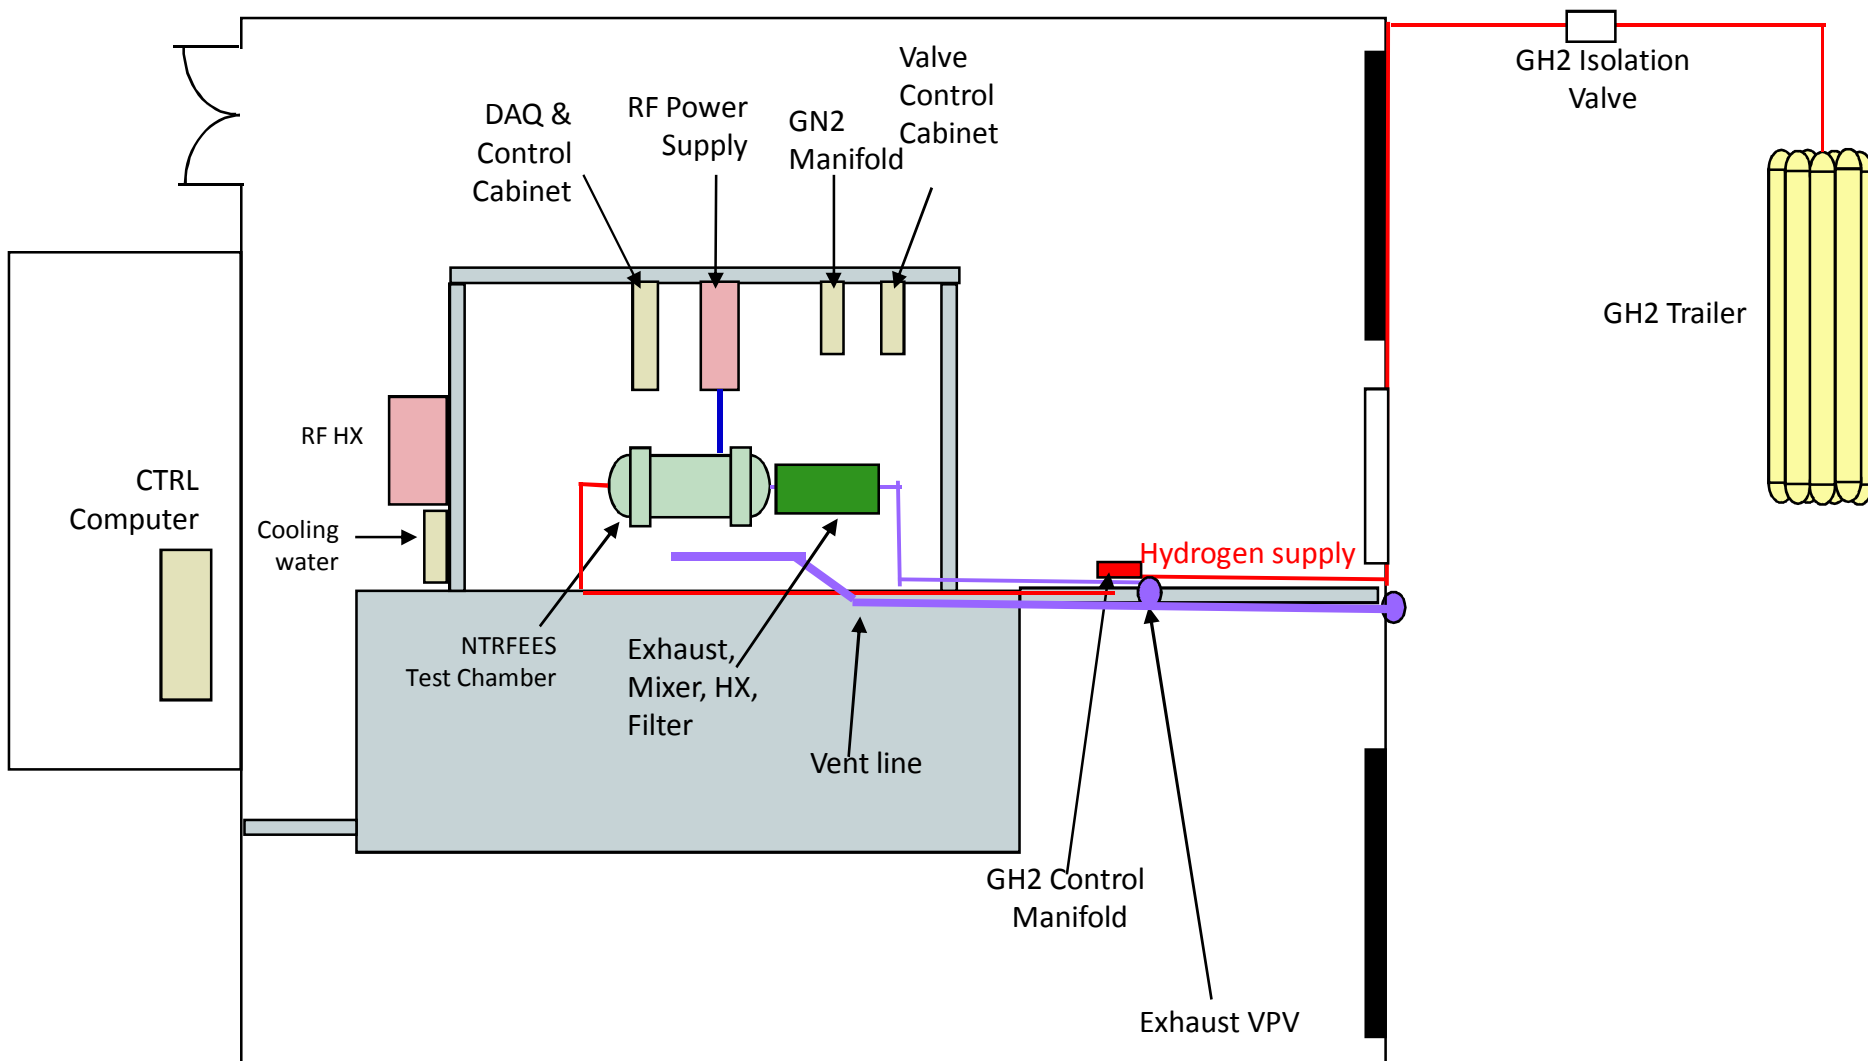 Valve
Control
Cabinet
GH2 Isolation
Valve
DAQ &
Control
Cabinet
RF Power
Supply
GN2
Manifold
GH2 Trailer
RF HX
CTRL
Computer
Cooling
water
Hydrogen supply
NTRFEES
Test Chamber
Exhaust,
Mixer, HX,
Filter
Vent line
GH2 Control
Manifold
Exhaust VPV